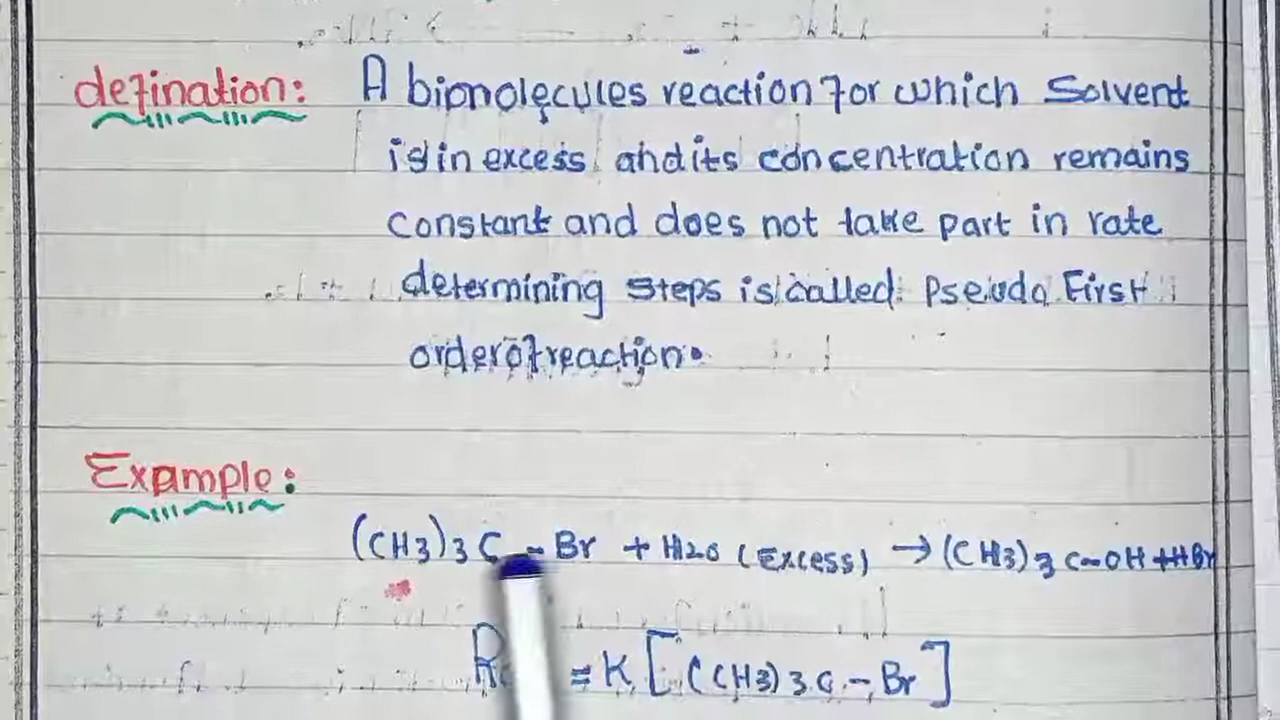 defination: A bipmolecules reaction for which Solvent
is in excess and its concentration remains
constant and does not take part in rate
determining steps is called Pseudo First
order of reaction.
Example:
(CH3)3 C - Br + H2O (Excess) → (CH3)3 C-OH + HBr
= K [(CH3)3 C - Br]